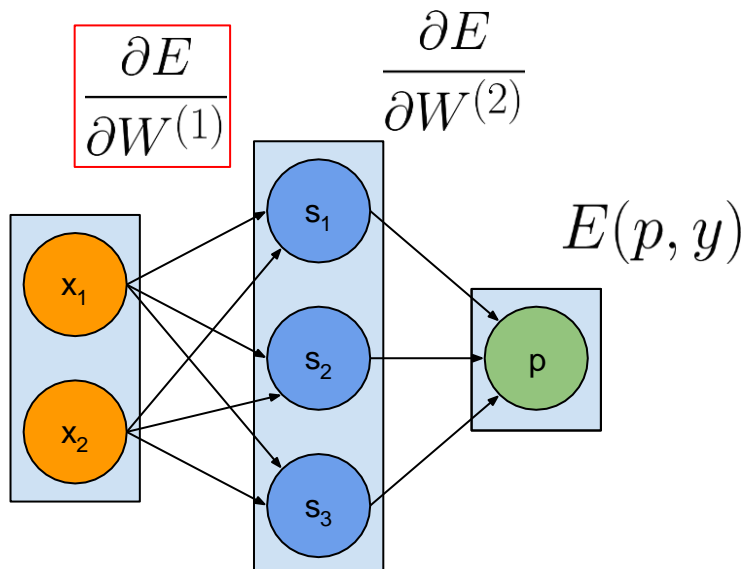 ∂E/∂W⁽¹⁾
∂E/∂W⁽²⁾
E(p, y)
x₁
x₂
s₁
s₂
s₃
p